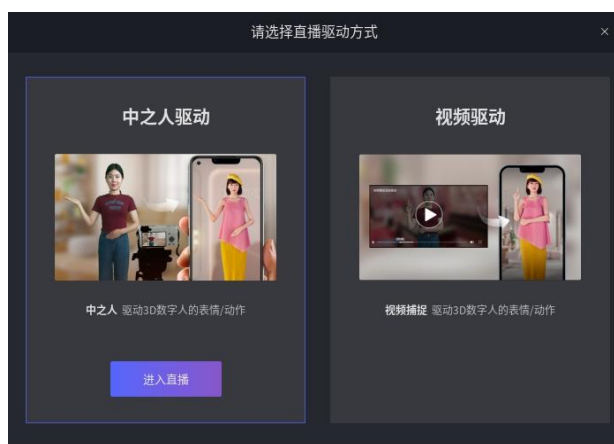 请选择直播驱动方式
中之人驱动
中之人 驱动3D数字人的表情/动作
进入直播
视频驱动
视频捕捉 驱动3D数字人的表情/动作